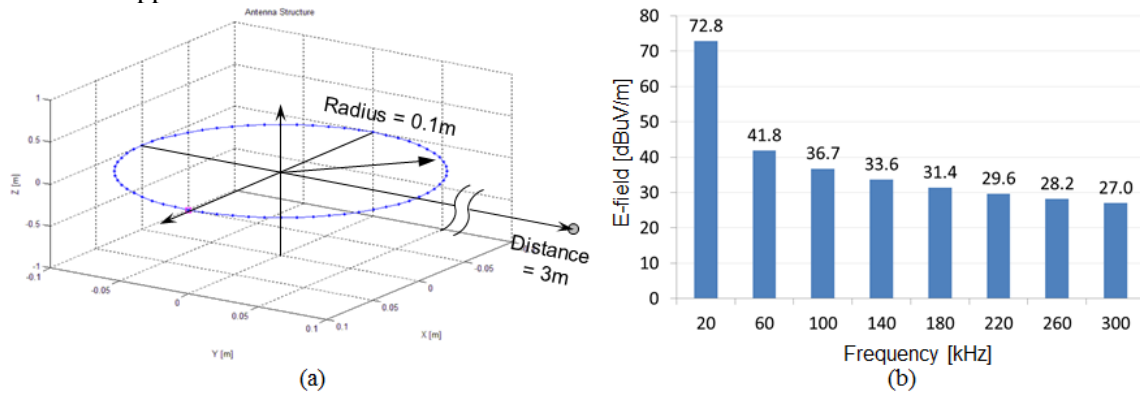 Antenna Structure
Radius = 0.1m
Distance
= 3m
Z [m]
1
0.5
0
-0.5
-1
-0.1
-0.05
0
0.05
0.1
Y [m]
0.1
0.05
0
-0.05
X [m]
(a)
E-field [dBuV/m]
80
70
60
50
40
30
20
10
0
72.8
41.8
36.7
33.6
31.4
29.6
28.2
27.0
20 60 100 140 180 220 260 300
Frequency [kHz]
(b)